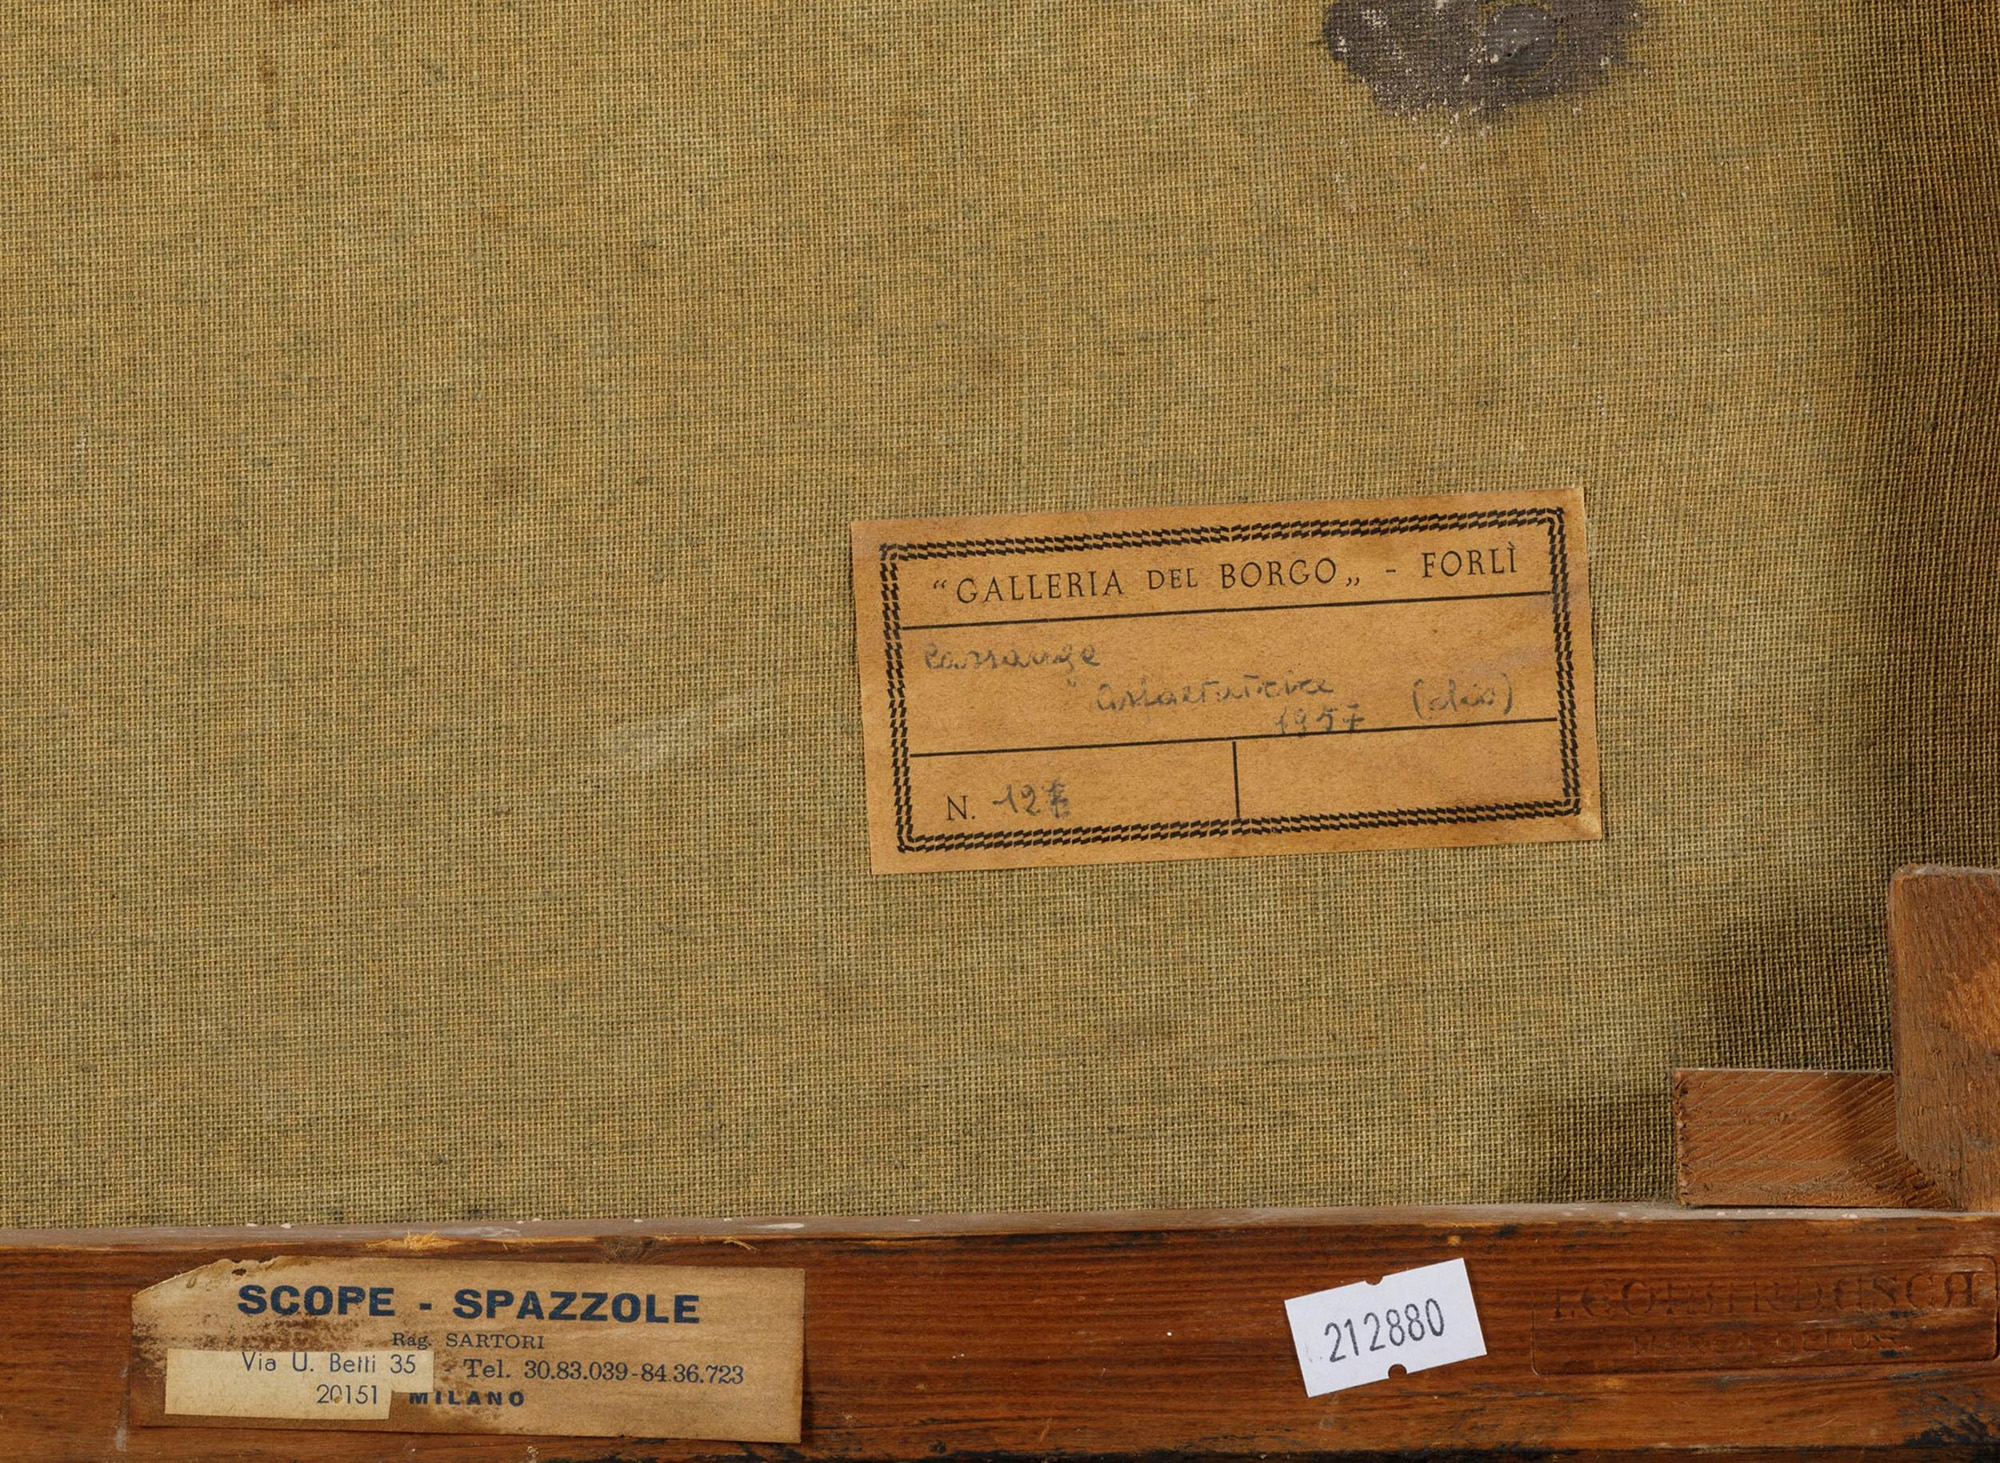 “GALLERIA DEL BORGO„ - FORLÌ
1957 (olio)
N. 127
SCOPE - SPAZZOLE
Rag. SARTORI
Via U. Betti 35 - Tel. 30.83.039-84.36.723
20151 MILANO
212880